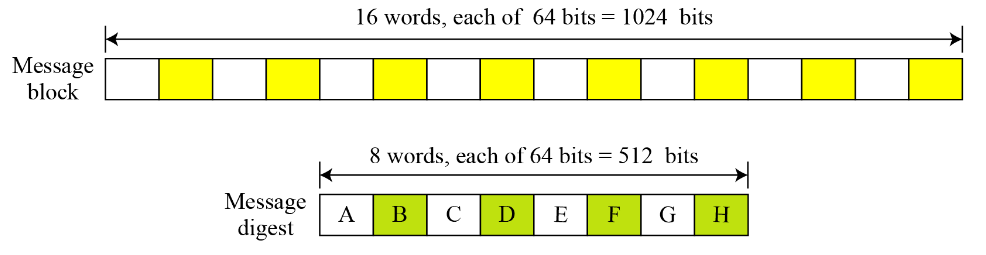 16 words, each of 64 bits = 1024 bits
Message
block
8 words, each of 64 bits = 512 bits
Message
digest
A B C D E F G H